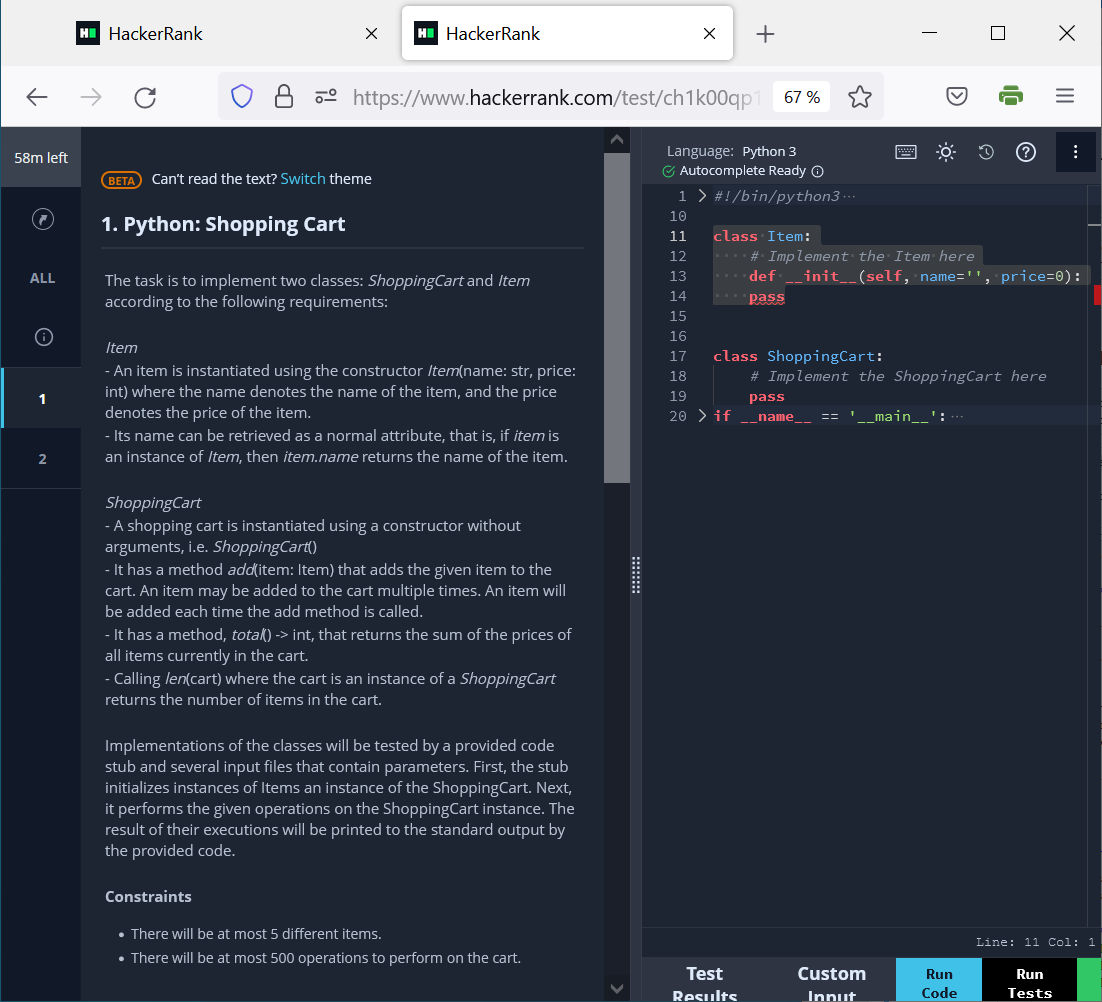 HackerRank
HackerRank
https://www.hackerrank.com/test/ch1k00qp1
67 %
58m left
ALL
1
2
BETA Can't read the text? Switch theme
1. Python: Shopping Cart
The task is to implement two classes: ShoppingCart and Item
according to the following requirements:
Item
- An item is instantiated using the constructor Item(name: str, price:
int) where the name denotes the name of the item, and the price
denotes the price of the item.
- Its name can be retrieved as a normal attribute, that is, if item is
an instance of Item, then item.name returns the name of the item.
ShoppingCart
- A shopping cart is instantiated using a constructor without
arguments, i.e. ShoppingCart()
- It has a method add(item: Item) that adds the given item to the
cart. An item may be added to the cart multiple times. An item will
be added each time the add method is called.
- It has a method, total() -> int, that returns the sum of the prices of
all items currently in the cart.
- Calling len(cart) where the cart is an instance of a ShoppingCart
returns the number of items in the cart.
Implementations of the classes will be tested by a provided code
stub and several input files that contain parameters. First, the stub
initializes instances of Items an instance of the ShoppingCart. Next,
it performs the given operations on the ShoppingCart instance. The
result of their executions will be printed to the standard output by
the provided code.
Constraints
• There will be at most 5 different items.
• There will be at most 500 operations to perform on the cart.
Language: Python 3
Autocomplete Ready
1 #!/bin/python3···
10
11 class Item:
12     # Implement the Item here
13     def __init__(self, name='', price=0):
14     pass
15
16
17 class ShoppingCart:
18     # Implement the ShoppingCart here
19     pass
20 if __name__ == '__main__':···
Line: 11 Col: 1
Test
Results
Custom
Input
Run
Code
Run
Tests